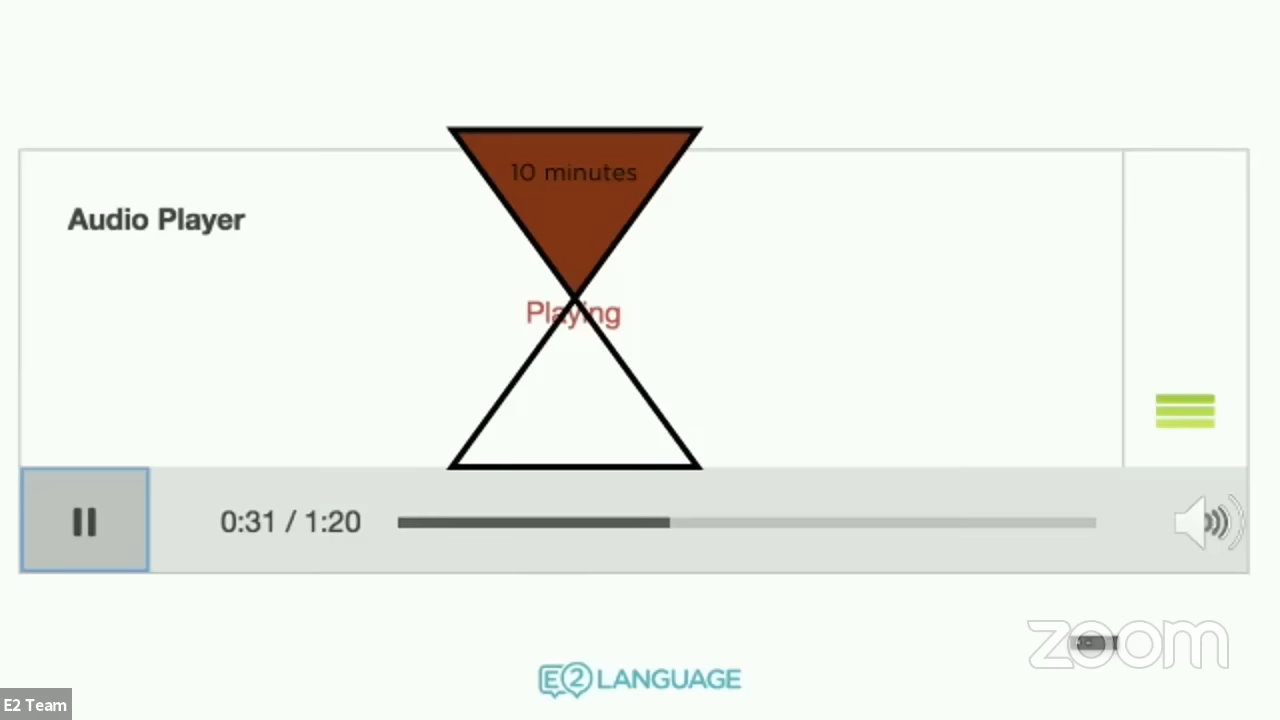 10 minutes
Audio Player
Playing
0:31 / 1:20
zoom
E2 LANGUAGE
E2 Team